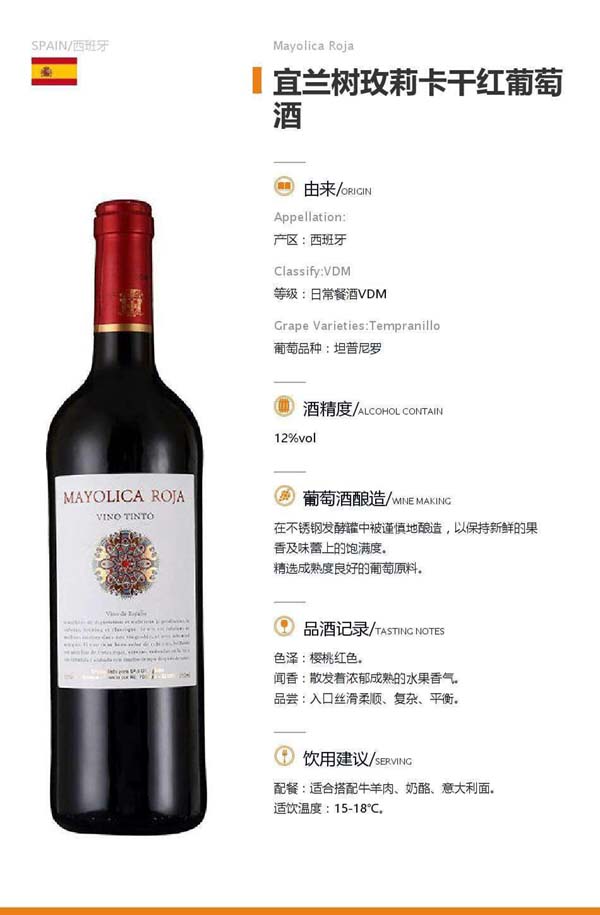 SPAIN/西班牙
Mayolica Roja
宜兰树玫莉卡干红葡萄
酒
由来/ORIGIN
Appellation:
产区：西班牙
Classify:VDM
等级：日常餐酒VDM
Grape Varieties:Tempranillo
葡萄品种：坦普尼罗
酒精度/ALCOHOL CONTAIN
12%vol
葡萄酒酿造/WINE MAKING
在不锈钢发酵罐中被谨慎地酿造，以保持新鲜的果
香及味蕾上的饱满度。
精选成熟度良好的葡萄原料。
品酒记录/TASTING NOTES
色泽：樱桃红色。
闻香：散发着浓郁成熟的水果香气。
品尝：入口丝滑柔顺、复杂、平衡。
饮用建议/SERVING
配餐：适合搭配牛羊肉、奶酪、意大利面。
适饮温度：15-18℃。
MAYOLICA ROJA
VINO TINTO
Vino de España